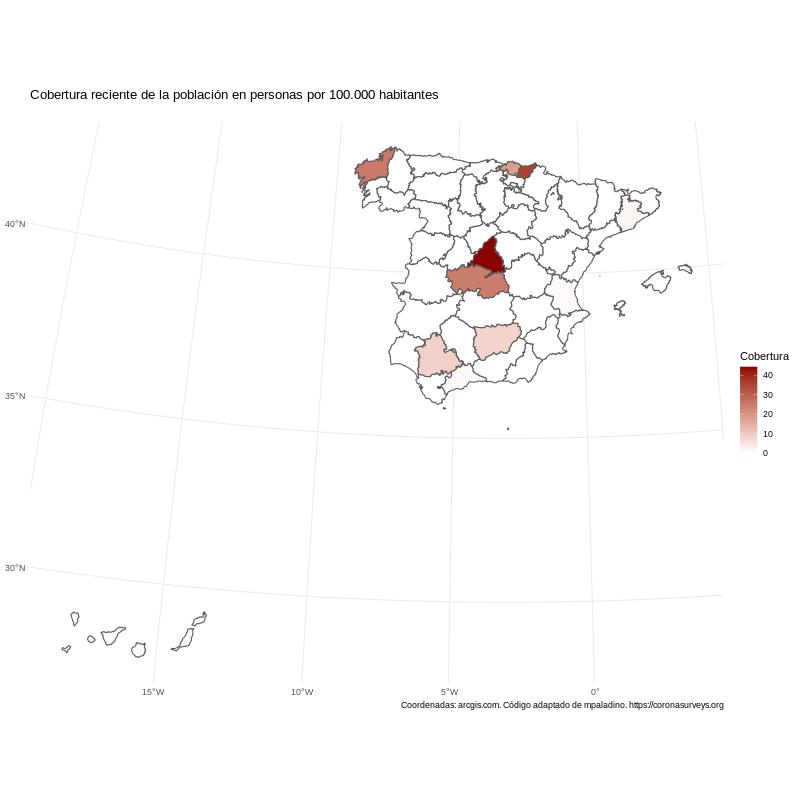 Cobertura reciente de la población en personas por 100.000 habitantes
40°N
35°N
30°N
15°W
10°W
5°W
0°
Cobertura
40
30
20
10
0
Coordenadas: arcgis.com. Código adaptado de mpaladino. https://coronasurveys.org